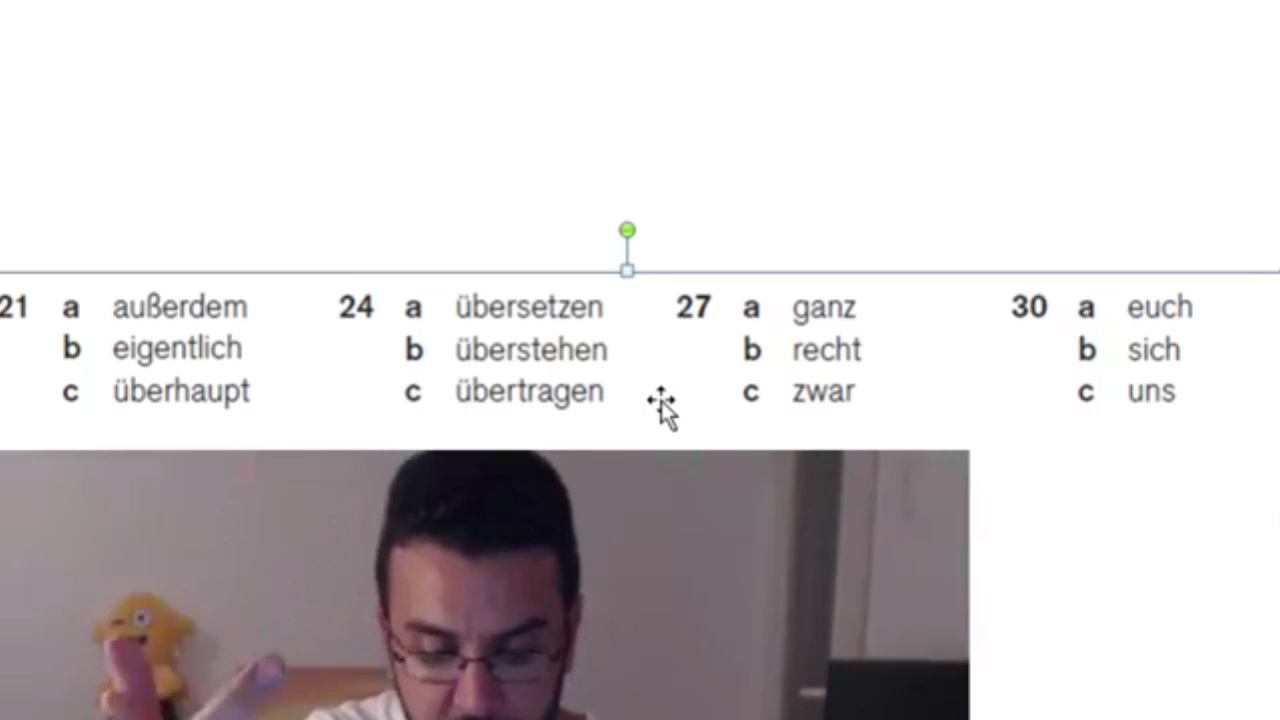 21 a außerdem
b eigentlich
c überhaupt
24 a übersetzen
b überstehen
c übertragen
27 a ganz
b recht
c zwar
30 a euch
b sich
c uns